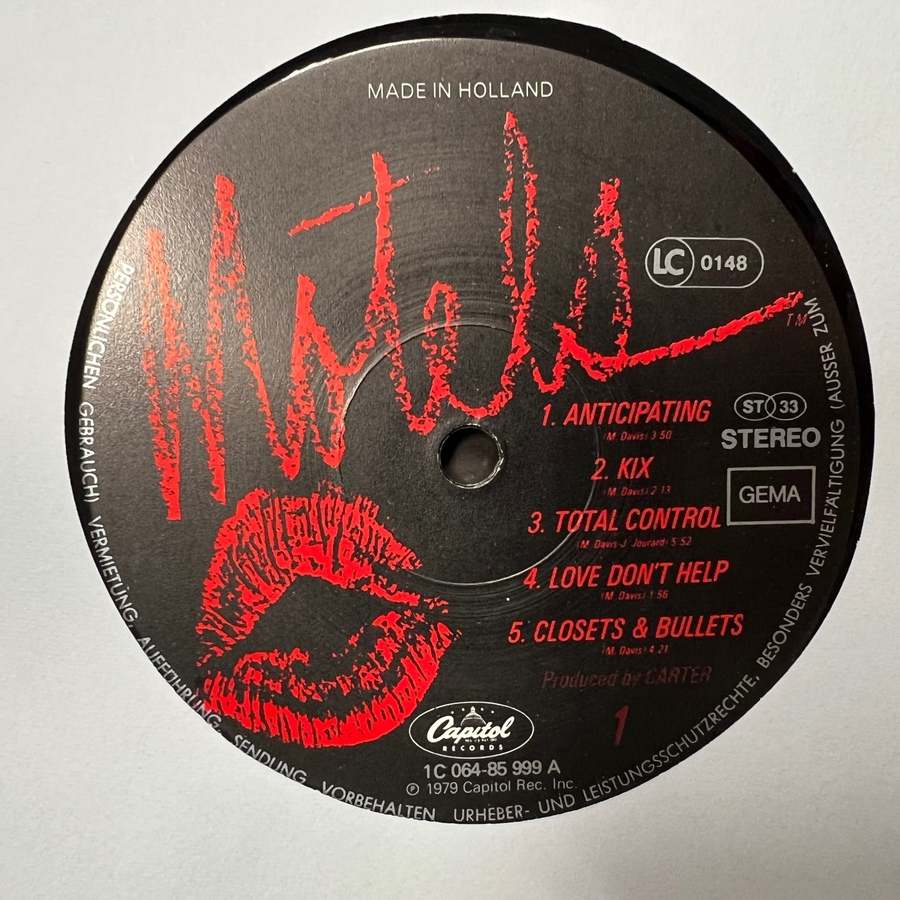 MADE IN HOLLAND
Motels
TM
LC 0148
1. ANTICIPATING
(M. Davis) 3:50
2. KIX
(M. Davis) 2:13
3. TOTAL CONTROL
(M. Davis-J. Jourard) 5:52
4. LOVE DON'T HELP
(M. Davis) 1:56
5. CLOSETS & BULLETS
(M. Davis) 4:21
Produced by CARTER
1
ST 33
STEREO
GEMA
Capitol
RECORDS
1C 064-85 999 A
℗ 1979 Capitol Rec. Inc.
URHEBER- UND LEISTUNGSSCHUTZRECHTE, BESONDERS VERVIELFÄLTIGUNG (AUSSER ZUM PERSÖNLICHEN GEBRAUCH) VERMIETUNG, AUFFÜHRUNG, SENDUNG VORBEHALTEN